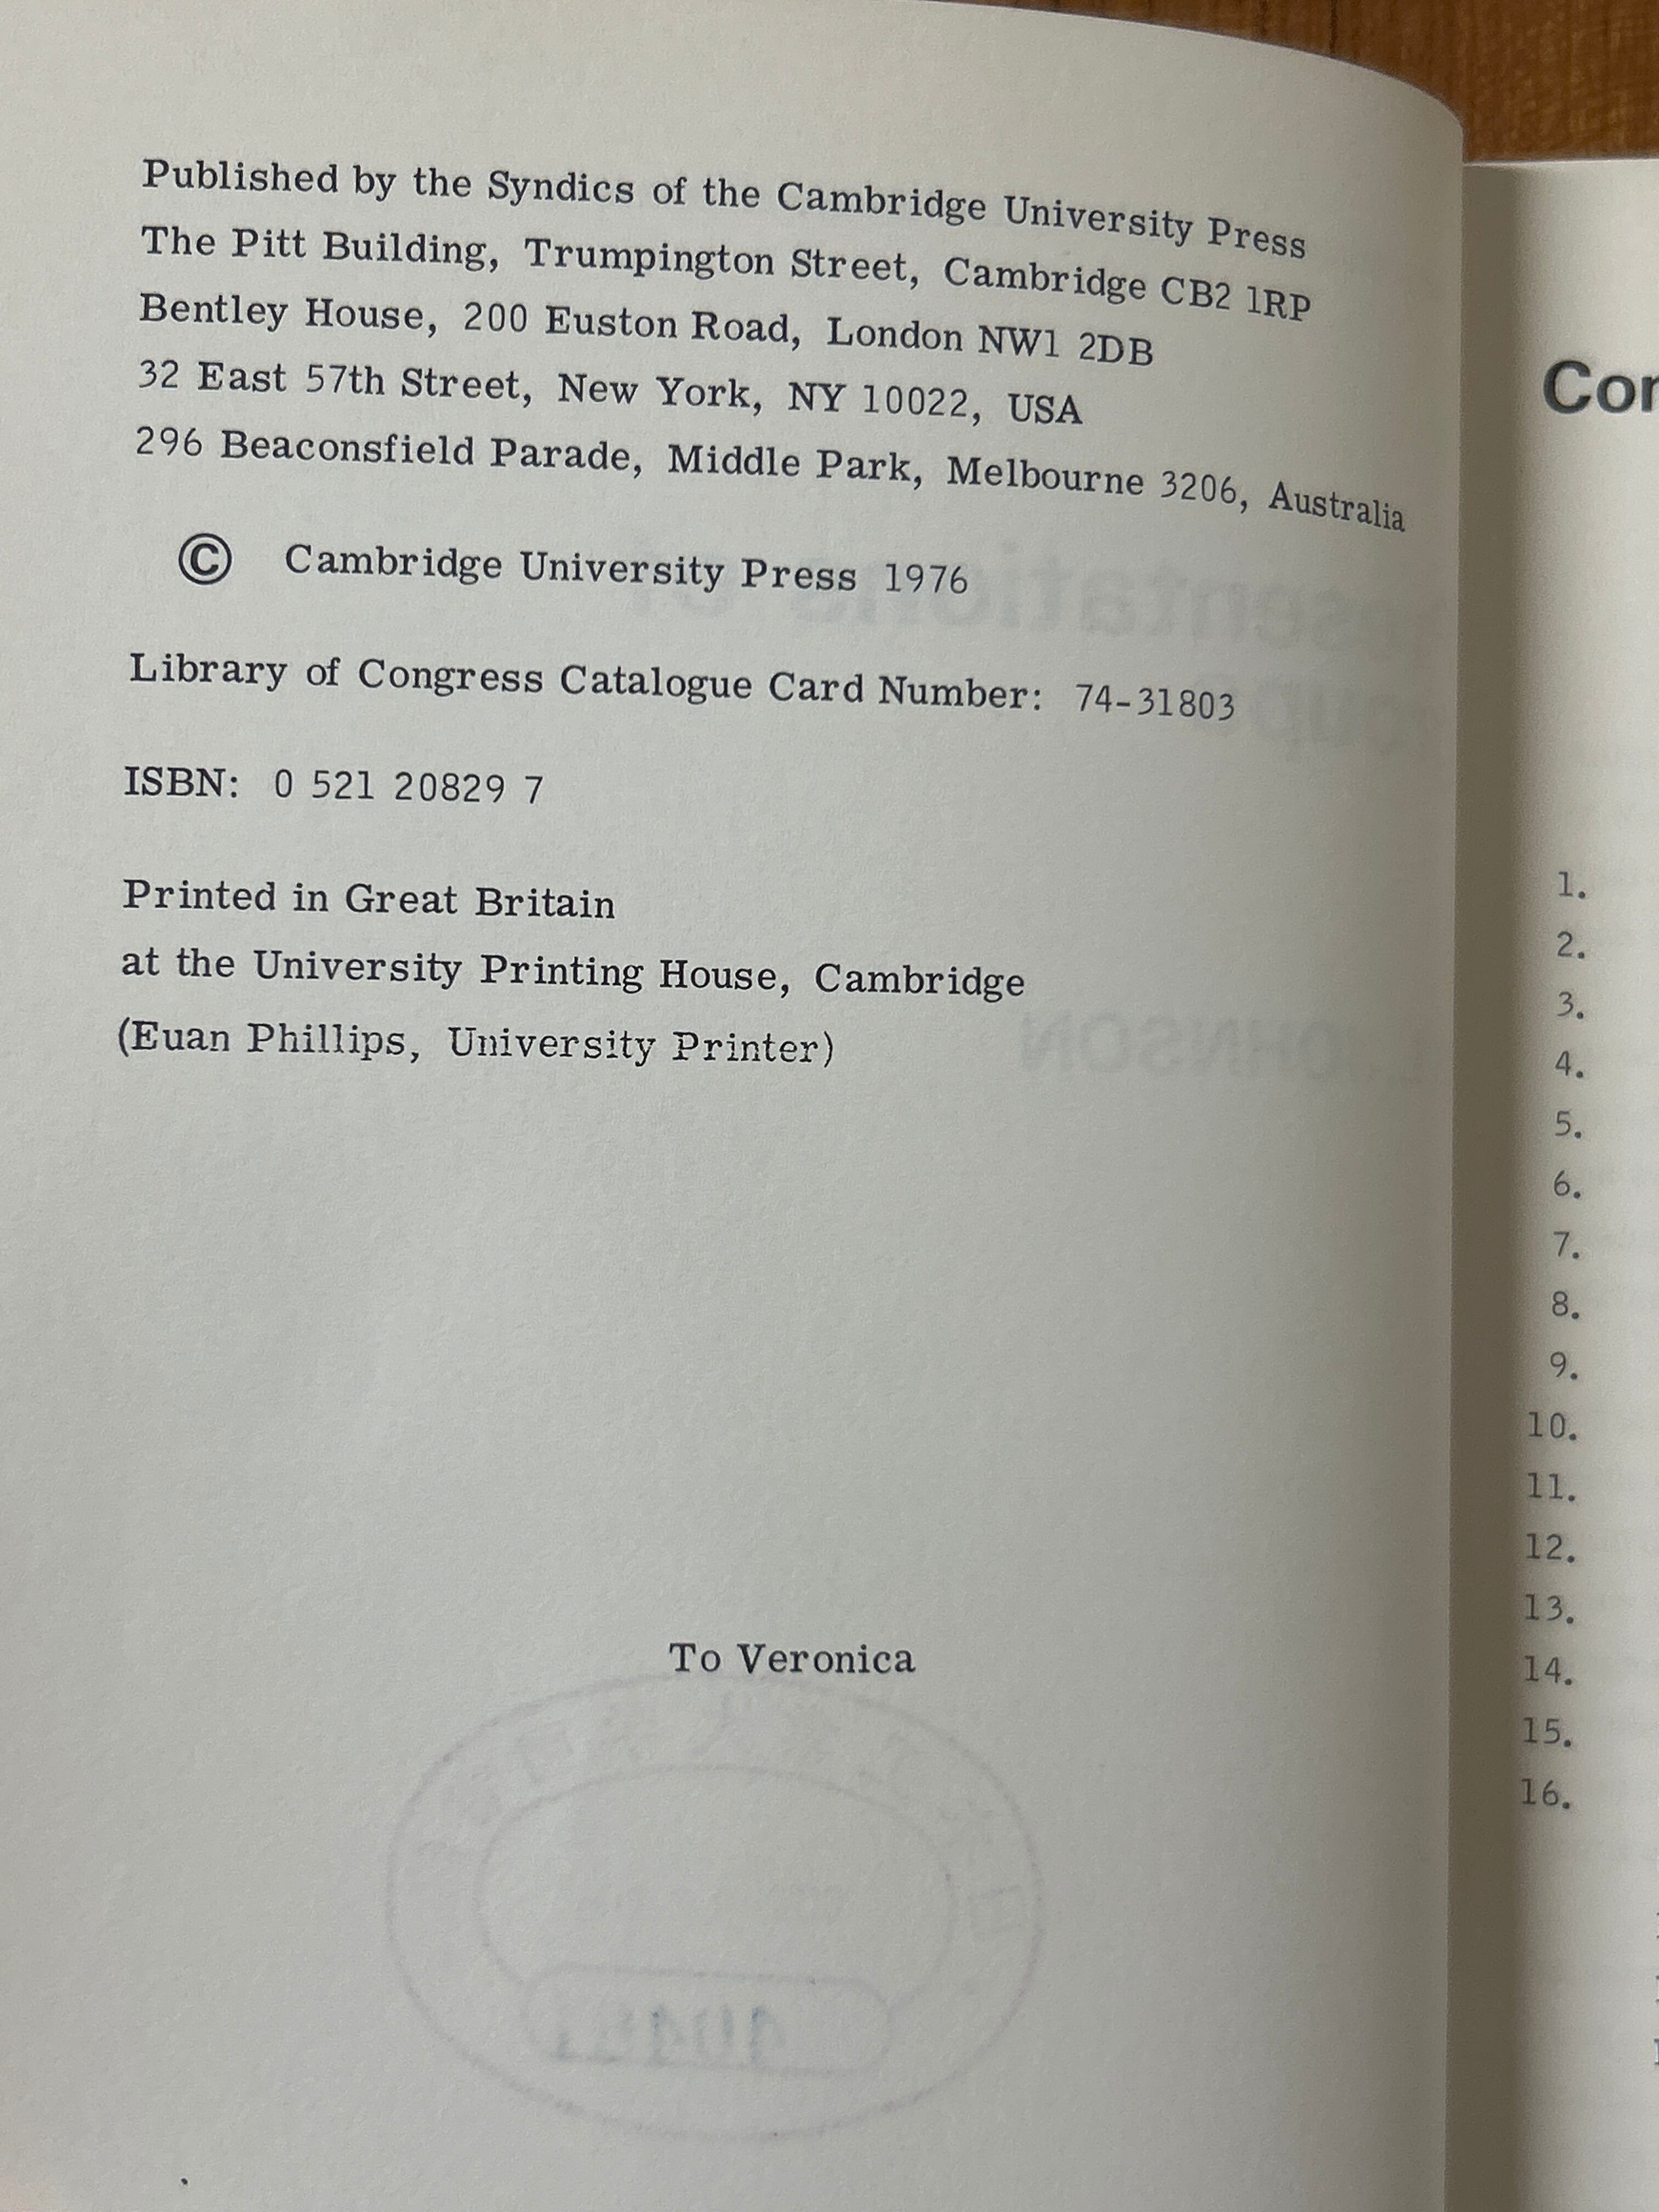 Published by the Syndics of the Cambridge University Press
The Pitt Building, Trumpington Street, Cambridge CB2 1RP
Bentley House, 200 Euston Road, London NW1 2DB
32 East 57th Street, New York, NY 10022, USA
296 Beaconsfield Parade, Middle Park, Melbourne 3206, Australia
© Cambridge University Press 1976
Library of Congress Catalogue Card Number: 74-31803
ISBN: 0 521 20829 7
Printed in Great Britain
at the University Printing House, Cambridge
(Euan Phillips, University Printer)
To Veronica
1.
2.
3.
4.
5.
6.
7.
8.
9.
10.
11.
12.
13.
14.
15.
16.